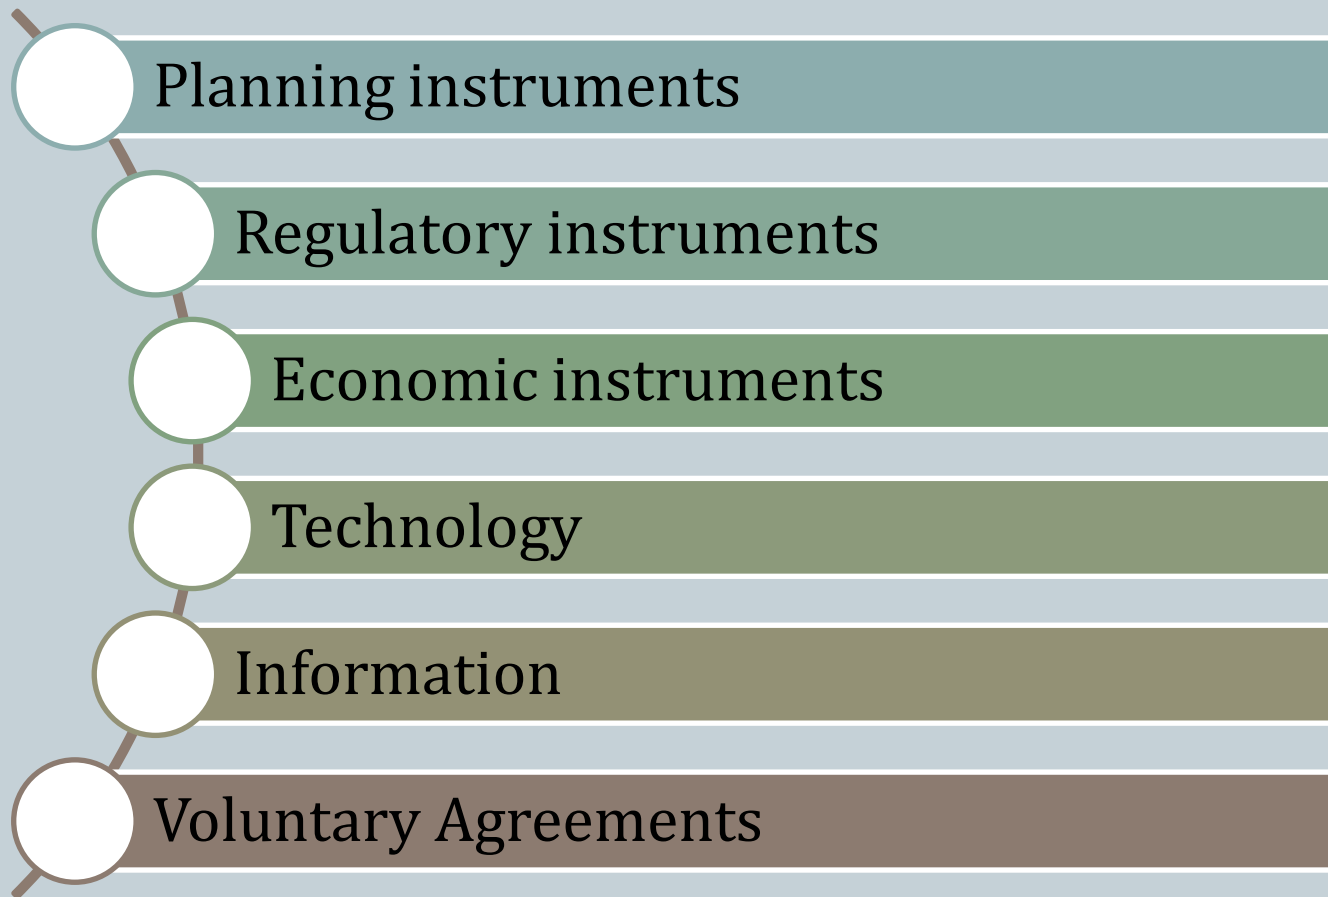 Planning instruments
Regulatory instruments
Economic instruments
Technology
Information
Voluntary Agreements